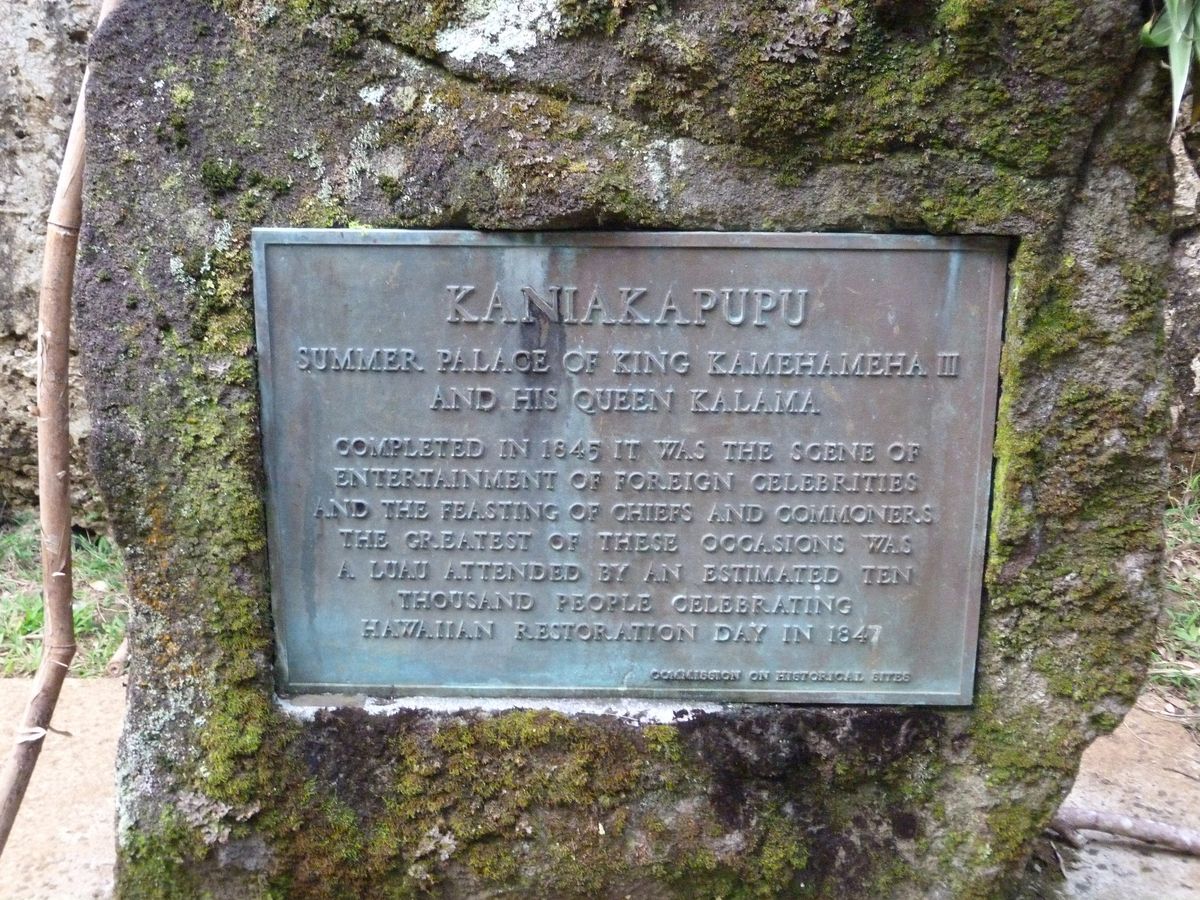 KANIAKAPUPU
SUMMER PALACE OF KING KAMEHAMEHA III
AND HIS QUEEN KALAMA
COMPLETED IN 1845 IT WAS THE SCENE OF
ENTERTAINMENT OF FOREIGN CELEBRITIES
AND THE FEASTING OF CHIEFS AND COMMONERS
THE GREATEST OF THESE OCCASIONS WAS
A LUAU ATTENDED BY AN ESTIMATED TEN
THOUSAND PEOPLE CELEBRATING
HAWAIIAN RESTORATION DAY IN 1847
COMMISSION ON HISTORICAL SITES